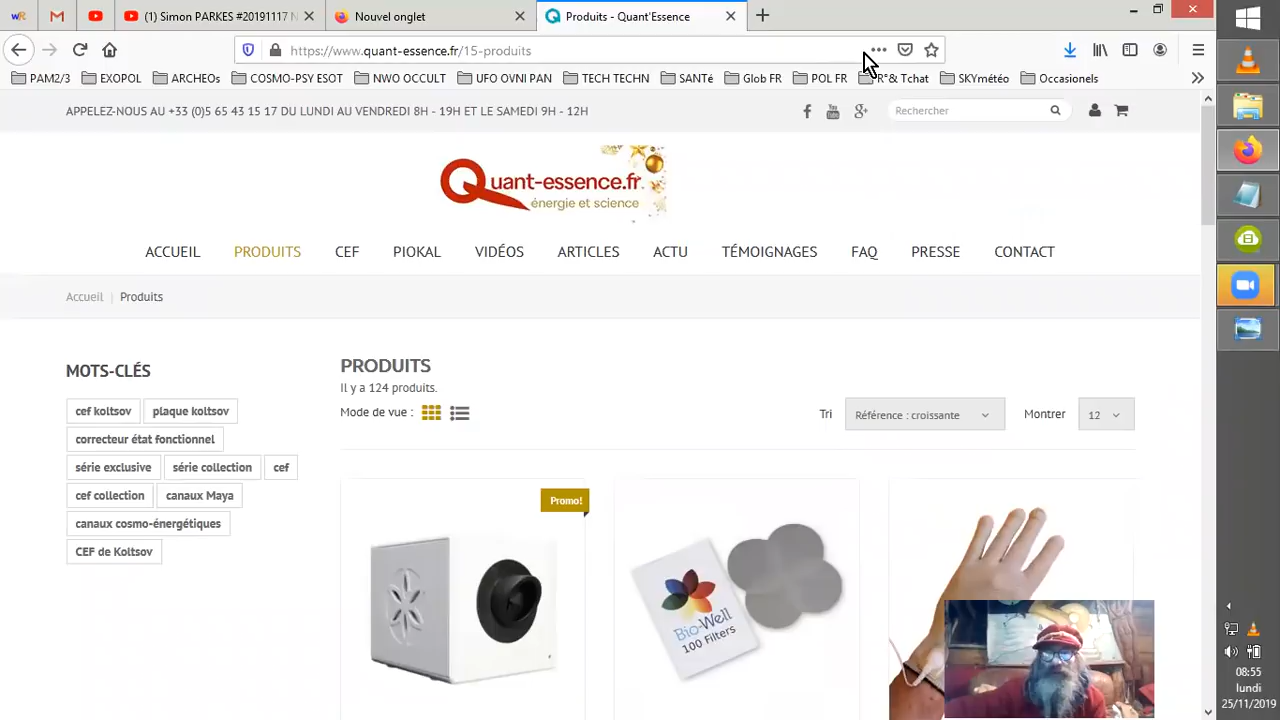 (1) Simon PARKES #20191117 N
Nouvel onglet
Produits - Quant'Essence
https://www.quant-essence.fr/15-produits
PAM2/3
EXOPOL
ARCHEOs
COSMO-PSY ESOT
NWO OCCULT
UFO OVNI PAN
TECH TECHN
SANTé
Glob FR
POL FR
R°& Tchat
SKYmétéo
Occasionels
APPELEZ-NOUS AU +33 (0)5 65 43 15 17 DU LUNDI AU VENDREDI 8H - 19H ET LE SAMEDI 9H - 12H
Rechercher
Quant-essence.fr
énergie et science
ACCUEIL
PRODUITS
CEF
PIOKAL
VIDÉOS
ARTICLES
ACTU
TÉMOIGNAGES
FAQ
PRESSE
CONTACT
Accueil | Produits
MOTS-CLÉS
cef koltsov
plaque koltsov
correcteur état fonctionnel
série exclusive
série collection
cef
cef collection
canaux Maya
canaux cosmo-énergétiques
CEF de Koltsov
PRODUITS
Il y a 124 produits.
Mode de vue :
Tri
Référence : croissante
Montrer
12
Promo!
Bio-Well
100 Filters
08:55
lundi
25/11/2019